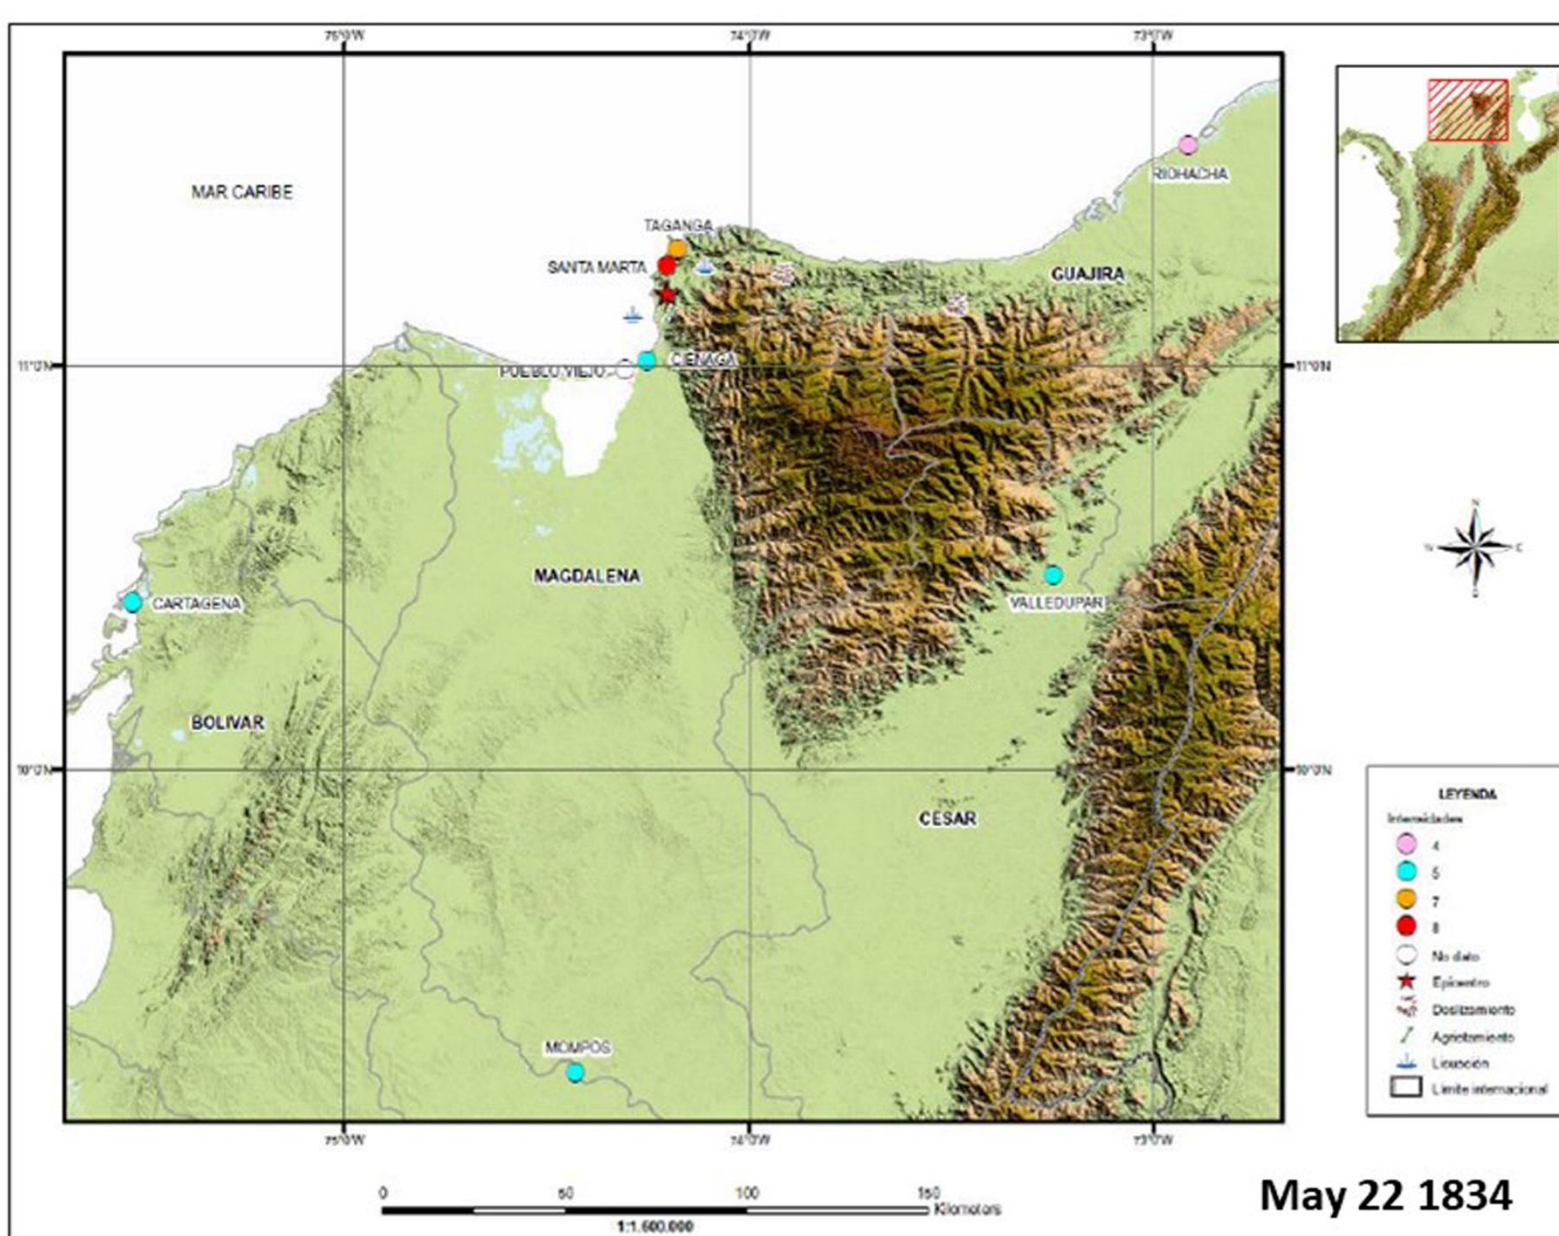 75°0'W 74°0'W 73°0'W
MAR CARIBE
RIOHACHA
TAGANGA
SANTA MARTA
GUAJIRA
11°0'N
PUEBLO VIEJO
CIENAGA
11°0'N
N
E
S
MAGDALENA
CARTAGENA
VALLEDUPAR
BOLIVAR
10°0'N
10°0'N
CESAR
LEYENDA
Intensidades
4
5
7
8
No dato
Epicentro
Deslizamiento
Agrietamiento
Licuación
Límite internacional
MOMPOS
75°0'W 74°0'W 73°0'W
0 50 100 150
Kilometers
1:1.600.000
May 22 1834